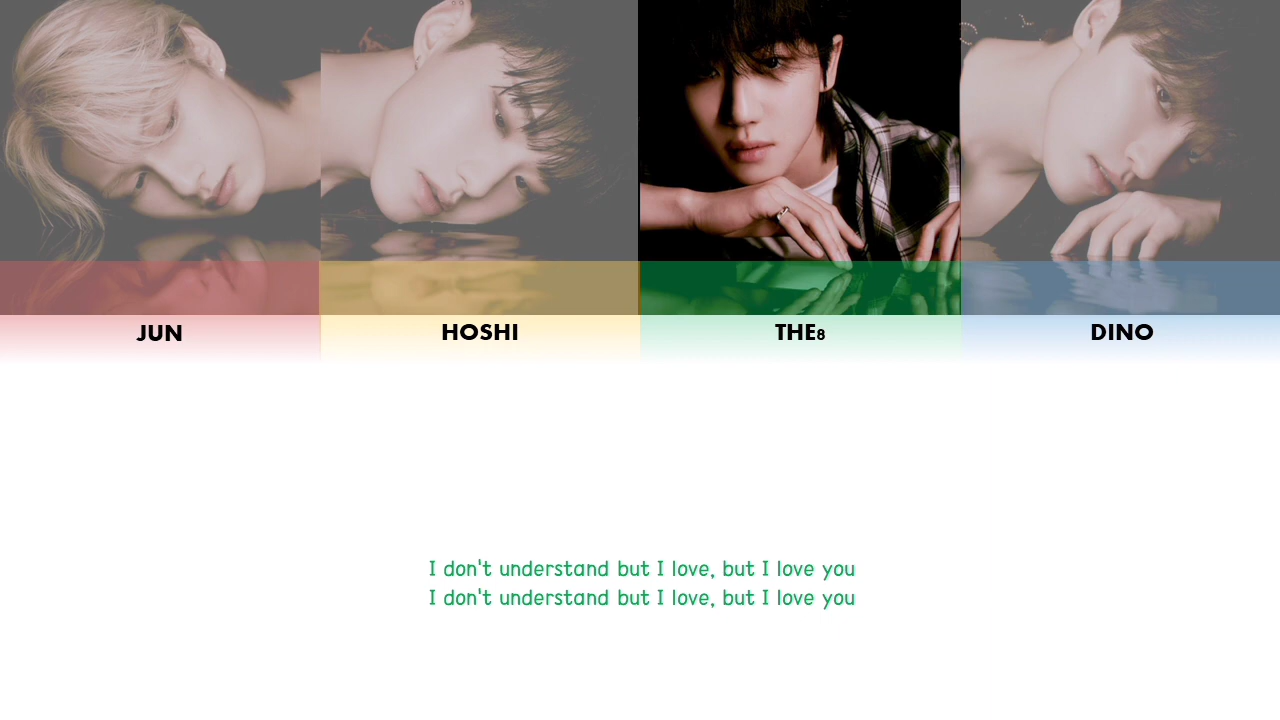 JUN HOSHI THE8 DINO
I don't understand but I love, but I love you
I don't understand but I love, but I love you